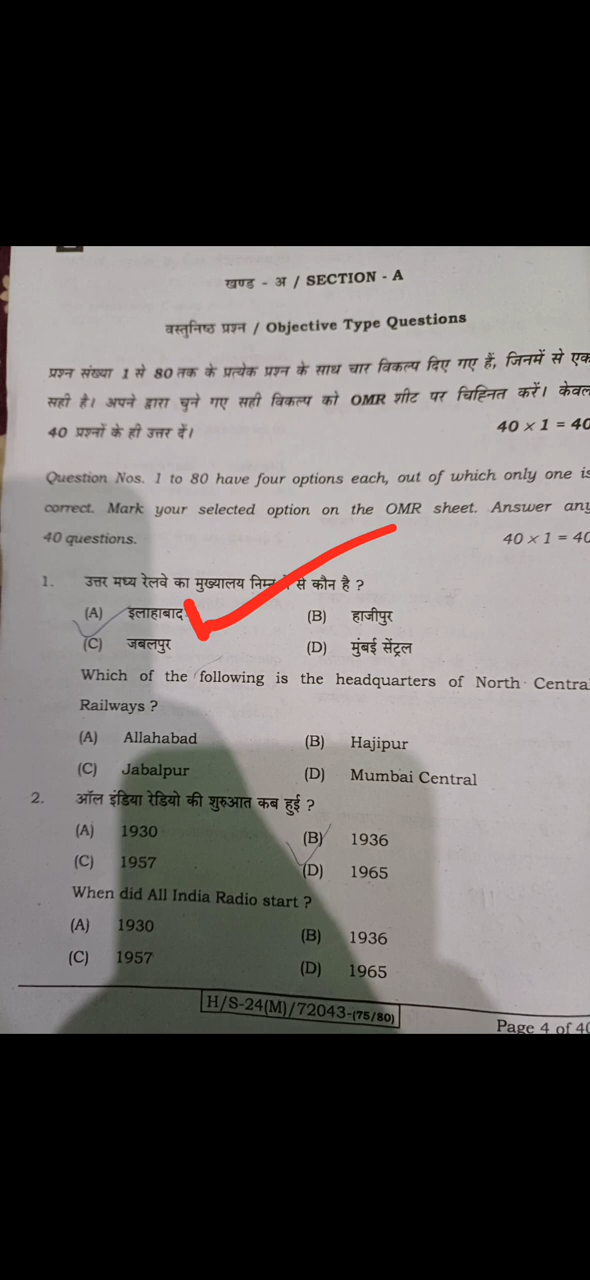 खण्ड - अ / SECTION - A
वस्तुनिष्ठ प्रश्न / Objective Type Questions
प्रश्न संख्या 1 से 80 तक के प्रत्येक प्रश्न के साथ चार विकल्प दिए गए हैं, जिनमें से एक
सही है। अपने द्वारा चुने गए सही विकल्प को OMR शीट पर चिह्नित करें। केवल
40 प्रश्नों के ही उत्तर दें। 40 × 1 = 40
Question Nos. 1 to 80 have four options each, out of which only one is
correct. Mark your selected option on the OMR sheet. Answer any
40 questions. 40 × 1 = 40
1. उत्तर मध्य रेलवे का मुख्यालय निम्न से कौन है ?
(A) इलाहाबाद (B) हाजीपुर
(C) जबलपुर (D) मुंबई सेंट्रल
Which of the following is the headquarters of North Centra
Railways ?
(A) Allahabad (B) Hajipur
(C) Jabalpur (D) Mumbai Central
2. ऑल इंडिया रेडियो की शुरुआत कब हुई ?
(A) 1930 (B) 1936
(C) 1957 (D) 1965
When did All India Radio start ?
(A) 1930 (B) 1936
(C) 1957 (D) 1965
H/S-24(M)/72043-(75/80)
Page 4 of 40